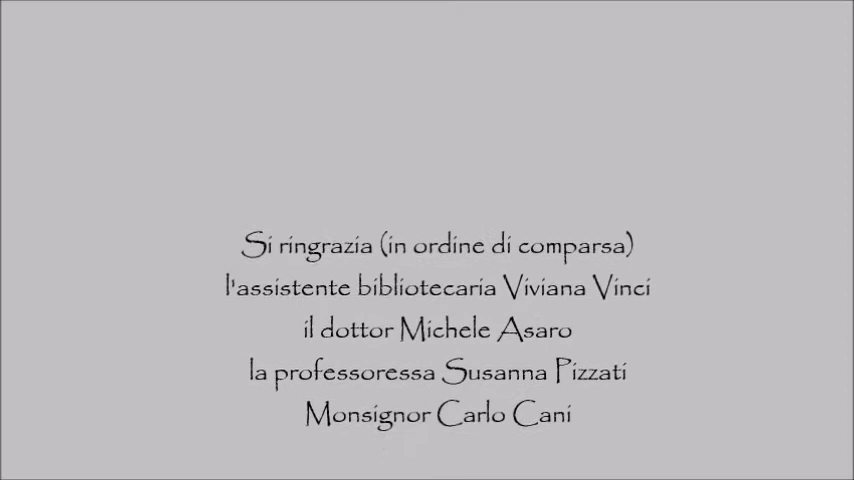 Si ringrazia (in ordine di comparsa)
l'assistente bibliotecaria Viviana Vinci
il dottor Michele Asaro
la professoressa Susanna Pizzati
Monsignor Carlo Cani